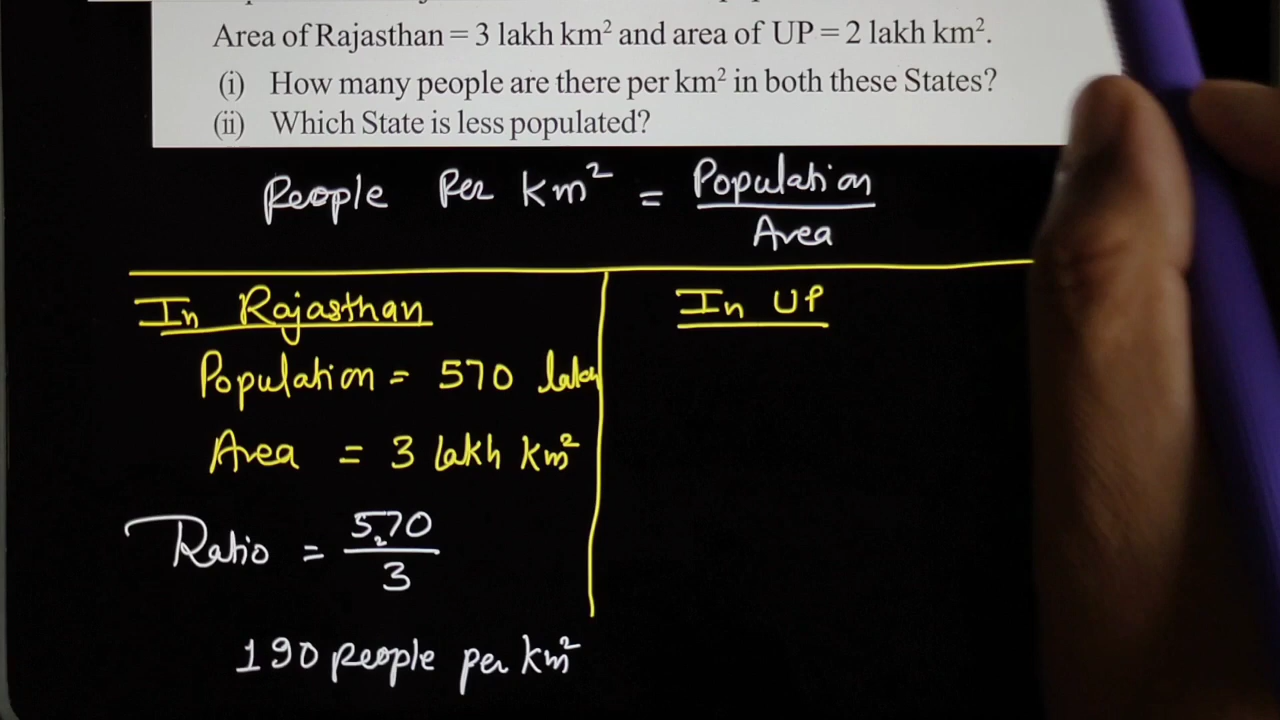 Area of Rajasthan = 3 lakh km² and area of UP = 2 lakh km².
(i) How many people are there per km² in both these States?
(ii) Which State is less populated?
People Per km² = Population / Area
In Rajasthan
In UP
Population = 570 lakh
Area = 3 lakh km²
Ratio = 570 / 3
190 people per km²